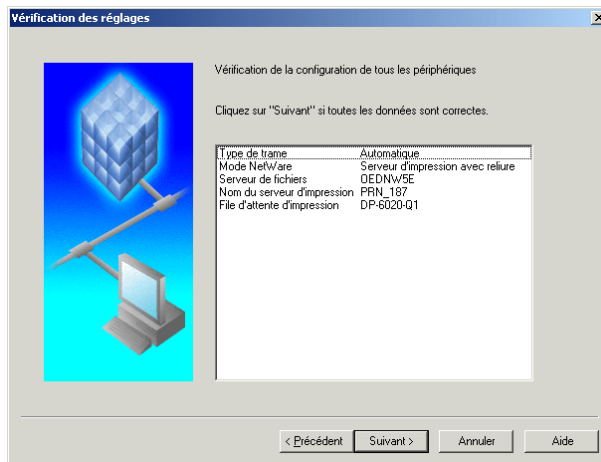 Vérification des réglages
Vérification de la configuration de tous les périphériques
Cliquez sur "Suivant" si toutes les données sont correctes.
Type de trame Automatique
Mode NetWare Serveur d'impression avec reliure
Serveur de fichiers OEDNW5E
Nom du serveur d'impression PRN_187
File d'attente d'impression DP-6020-Q1
< Précédent Suivant > Annuler Aide